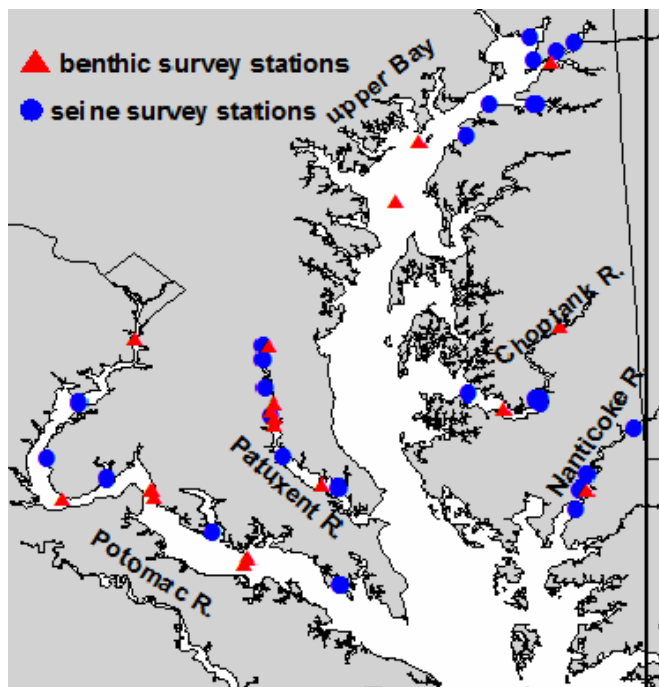 benthic survey stations
seine survey stations
upper Bay
Choptank R.
Nanticoke R.
Patuxent R.
Potomac R.